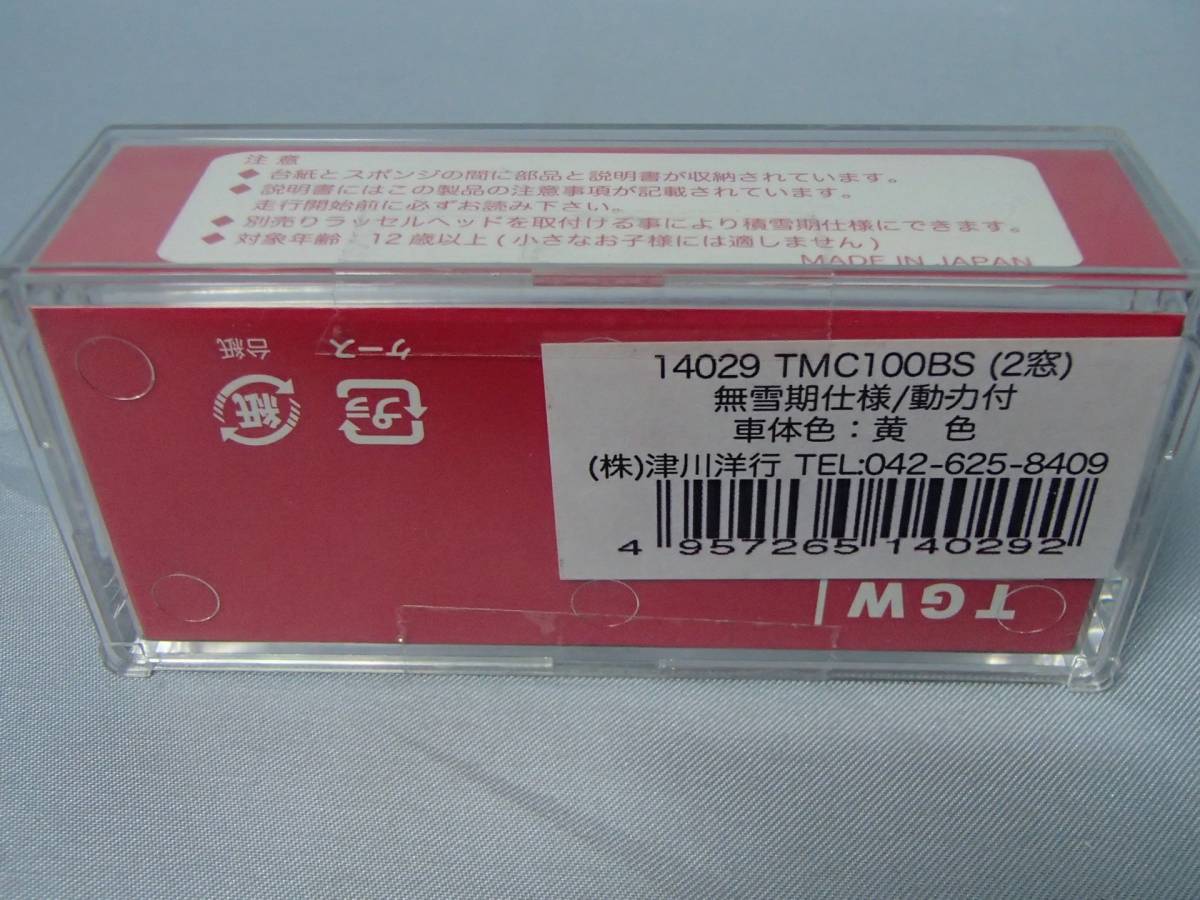 注 意
◆ 台紙とスポンジの間に部品と説明書が収納されています。
◆ 説明書にはこの製品の注意事項が記載されています。
走行開始前に必ずお読み下さい。
◆ 別売りラッセルヘッドを取付ける事により積雪期仕様にできます。
◆ 対象年齢：12 歳以上 ( 小さなお子様には適しません )
MADE IN JAPAN
台紙
ケース
紙
プラ
14029 TMC100BS (2窓)
無雪期仕様/動力付
車体色：黄　色
(株)津川洋行 TEL:042-625-8409
4 957265 140292
TGW